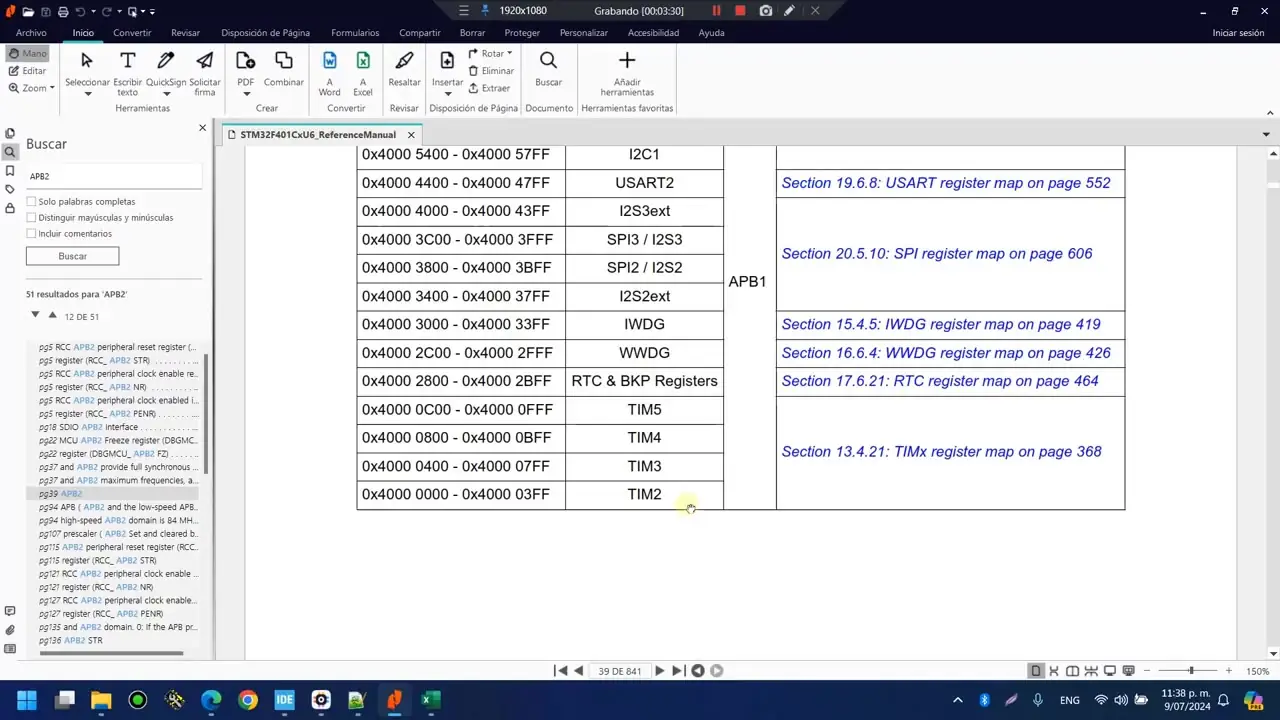 1920x1080
Grabando [00:03:30]
Archivo
Inicio
Convertir
Revisar
Disposición de Página
Formularios
Compartir
Borrar
Proteger
Personalizar
Accesibilidad
Ayuda
Iniciar sesión
Mano
Editar
Zoom
Seleccionar
Escribir texto
QuickSign
Solicitar firma
Herramientas
PDF
Combinar
Crear
A Word
A Excel
Convertir
Resaltar
Revisar
Insertar
Rotar
Eliminar
Extraer
Disposición de Página
Buscar
Documento
Añadir herramientas
Herramientas favoritas
STM32F401CxU6_ReferenceManual
Buscar
APB2
Solo palabras completas
Distinguir mayúsculas y minúsculas
Incluir comentarios
Buscar
51 resultados para 'APB2'
12 DE 51
pg5 RCC APB2 peripheral reset register (...
pg5 register (RCC_ APB2 STR) . . . . . . . . .
pg5 RCC APB2 peripheral clock enable re...
pg5 register (RCC_ APB2 NR) . . . . . . . . . .
pg5 RCC APB2 peripheral clock enabled i...
pg5 register (RCC_ APB2 PENR) . . . . . . . .
pg18 SDIO APB2 Interface . . . . . . . . . . . .
pg22 MCU APB2 Freeze register (DBGMC...
pg22 register (DBGMCU_ APB2 FZ) . . . . .
pg37 and APB2 provide full synchronous ...
pg37 and APB2 maximum frequencies, a...
pg39 APB2
pg94 APB ( APB2 and the low-speed APB...
pg94 high-speed APB2 domain is 84 MH...
pg107 prescaler ( APB2 Set and cleared b...
pg115 APB2 peripheral reset register (RC...
pg115 register (RCC_ APB2 STR)
pg121 RCC APB2 peripheral clock enable ...
pg121 register (RCC_ APB2 NR)
pg127 RCC APB2 peripheral clock enable...
pg127 register (RCC_ APB2 PENR)
pg135 and APB2 domain. 0: If the APB pr...
pg136 APB2 STR
0x4000 5400 - 0x4000 57FF I2C1
0x4000 4400 - 0x4000 47FF USART2 Section 19.6.8: USART register map on page 552
0x4000 4000 - 0x4000 43FF I2S3ext
0x4000 3C00 - 0x4000 3FFF SPI3 / I2S3
Section 20.5.10: SPI register map on page 606
0x4000 3800 - 0x4000 3BFF SPI2 / I2S2
APB1
0x4000 3400 - 0x4000 37FF I2S2ext
0x4000 3000 - 0x4000 33FF IWDG Section 15.4.5: IWDG register map on page 419
0x4000 2C00 - 0x4000 2FFF WWDG Section 16.6.4: WWDG register map on page 426
0x4000 2800 - 0x4000 2BFF RTC & BKP Registers Section 17.6.21: RTC register map on page 464
0x4000 0C00 - 0x4000 0FFF TIM5
0x4000 0800 - 0x4000 0BFF TIM4
Section 13.4.21: TIMx register map on page 368
0x4000 0400 - 0x4000 07FF TIM3
0x4000 0000 - 0x4000 03FF TIM2
39 DE 841
150%
IDE
ENG
11:38 p. m.
9/07/2024